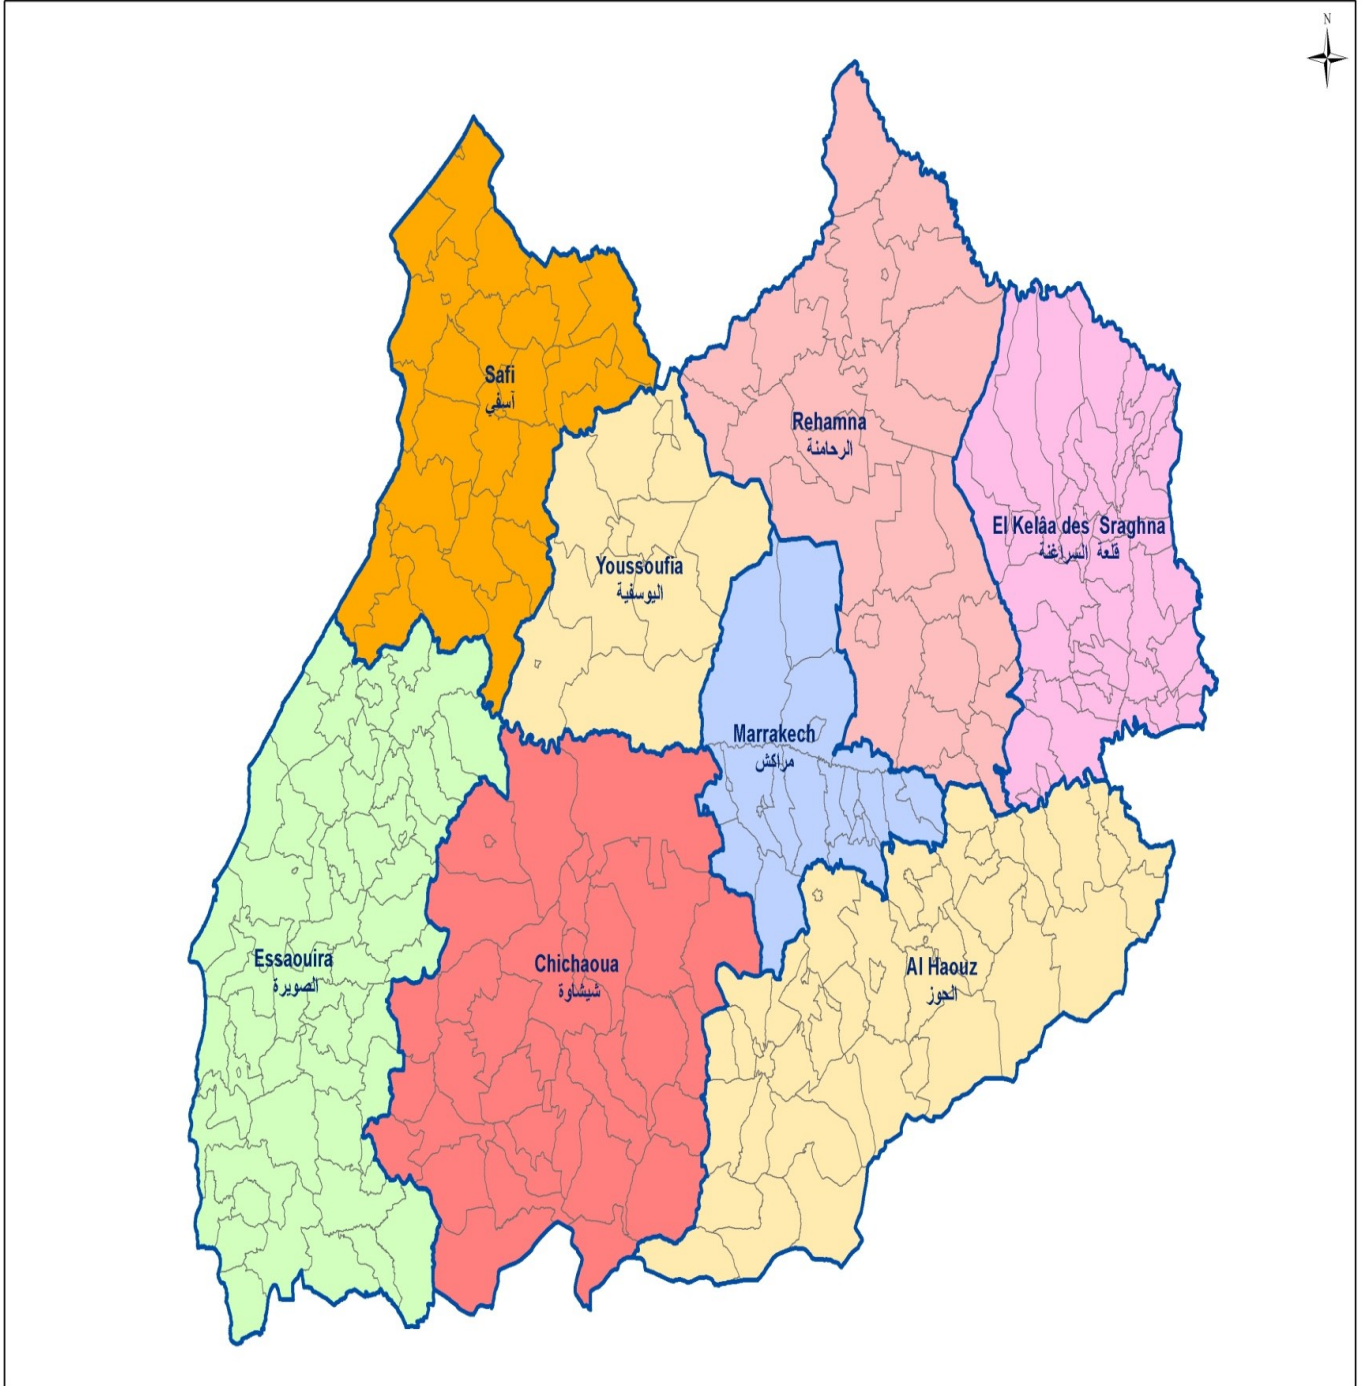 N
Safi
آسفي
Rehamna
الرحامنة
El Kelâa des Sraghna
قلعة السراغنة
Youssoufia
اليوسفية
Marrakech
مراكش
Essaouira
الصويرة
Chichaoua
شيشاوة
Al Haouz
الحوز